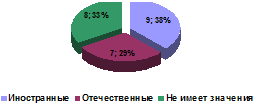 8; 33%
9; 38%
7; 29%
Иностранные Отечественные Не имеет значения